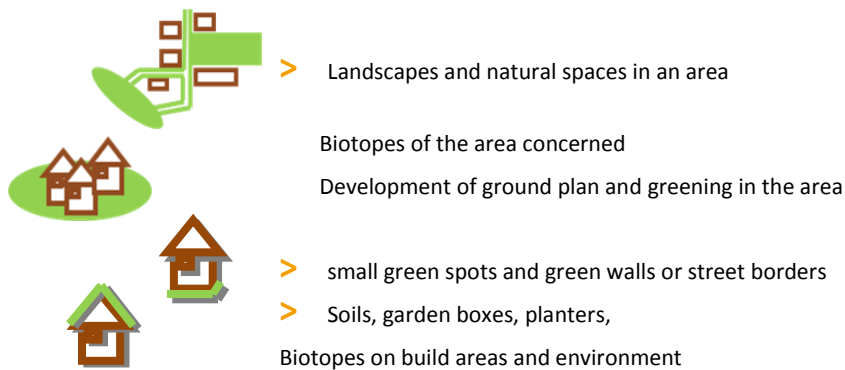 > Landscapes and natural spaces in an area
Biotopes of the area concerned
Development of ground plan and greening in the area
> small green spots and green walls or street borders
> Soils, garden boxes, planters,
Biotopes on build areas and environment